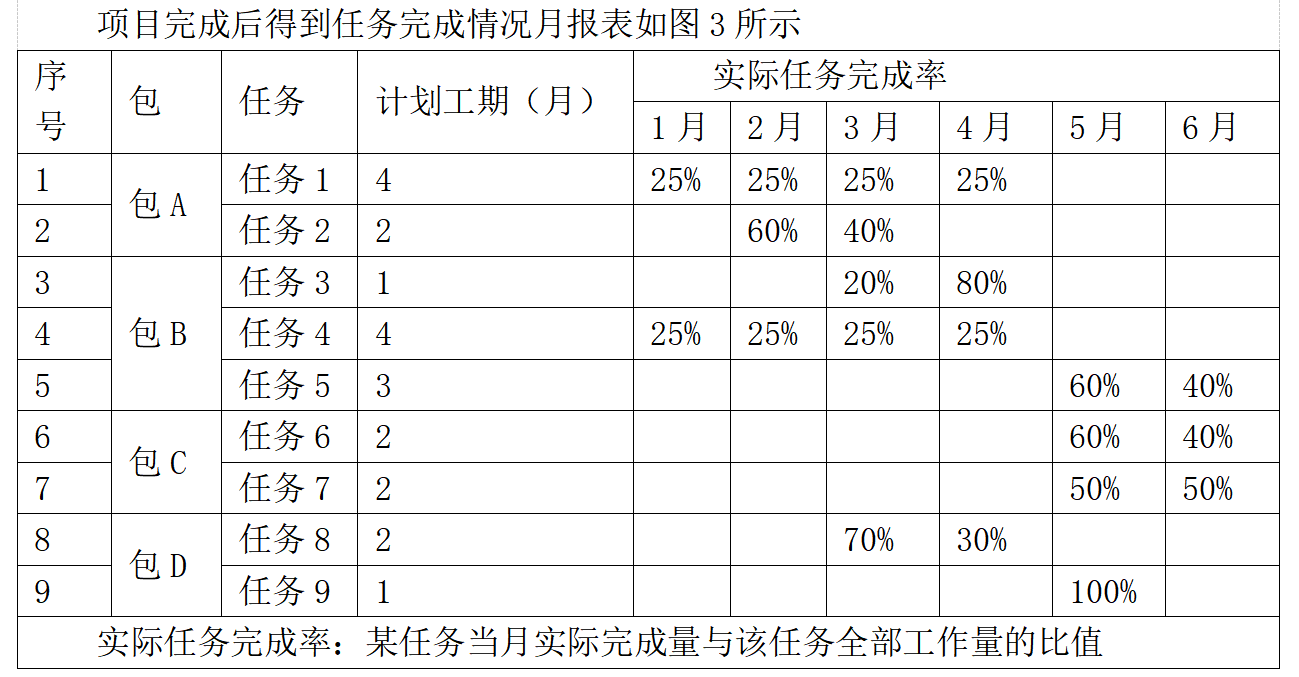 项目完成后得到任务完成情况月报表如图3所示
序号 包 任务 计划工期（月） 实际任务完成率
1月 2月 3月 4月 5月 6月
1 包A 任务1 4 25% 25% 25% 25%
2 任务2 2 60% 40%
3 包B 任务3 1 20% 80%
4 任务4 4 25% 25% 25% 25%
5 任务5 3 60% 40%
6 包C 任务6 2 60% 40%
7 任务7 2 50% 50%
8 包D 任务8 2 70% 30%
9 任务9 1 100%
实际任务完成率：某任务当月实际完成量与该任务全部工作量的比值